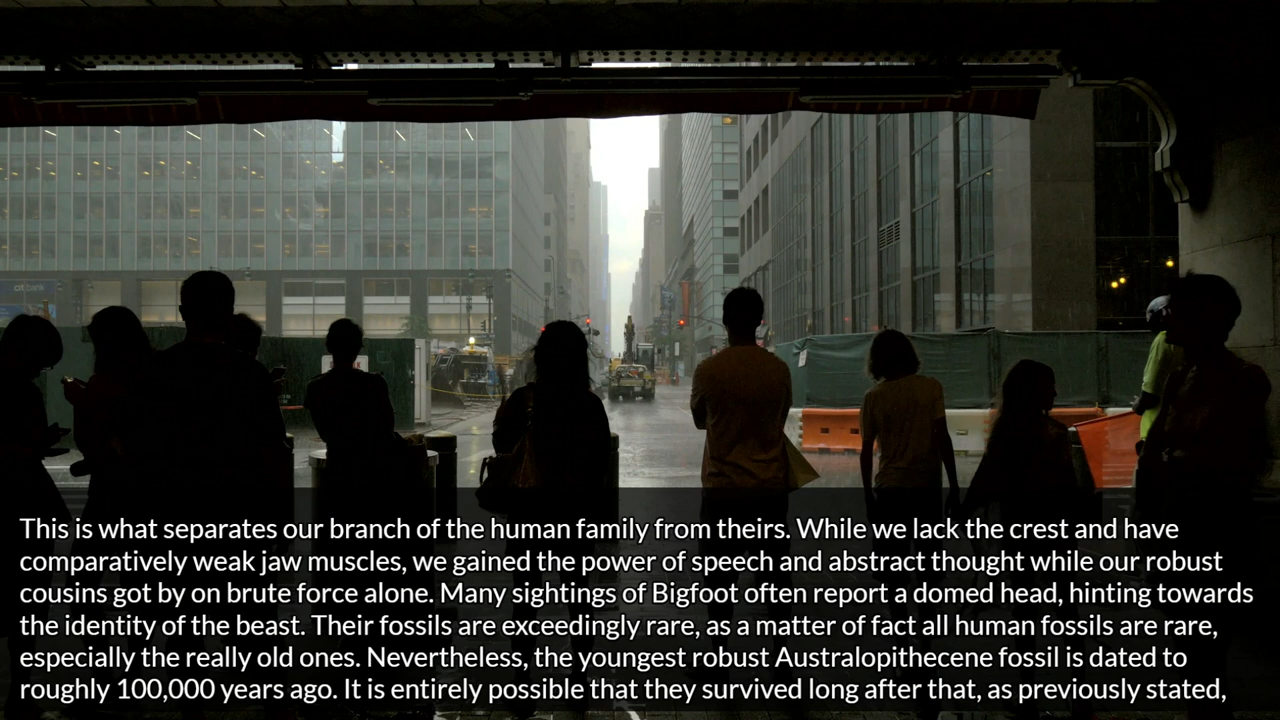 citibank
This is what separates our branch of the human family from theirs. While we lack the crest and have
comparatively weak jaw muscles, we gained the power of speech and abstract thought while our robust
cousins got by on brute force alone. Many sightings of Bigfoot often report a domed head, hinting towards
the identity of the beast. Their fossils are exceedingly rare, as a matter of fact all human fossils are rare,
especially the really old ones. Nevertheless, the youngest robust Australopithecene fossil is dated to
roughly 100,000 years ago. It is entirely possible that they survived long after that, as previously stated,